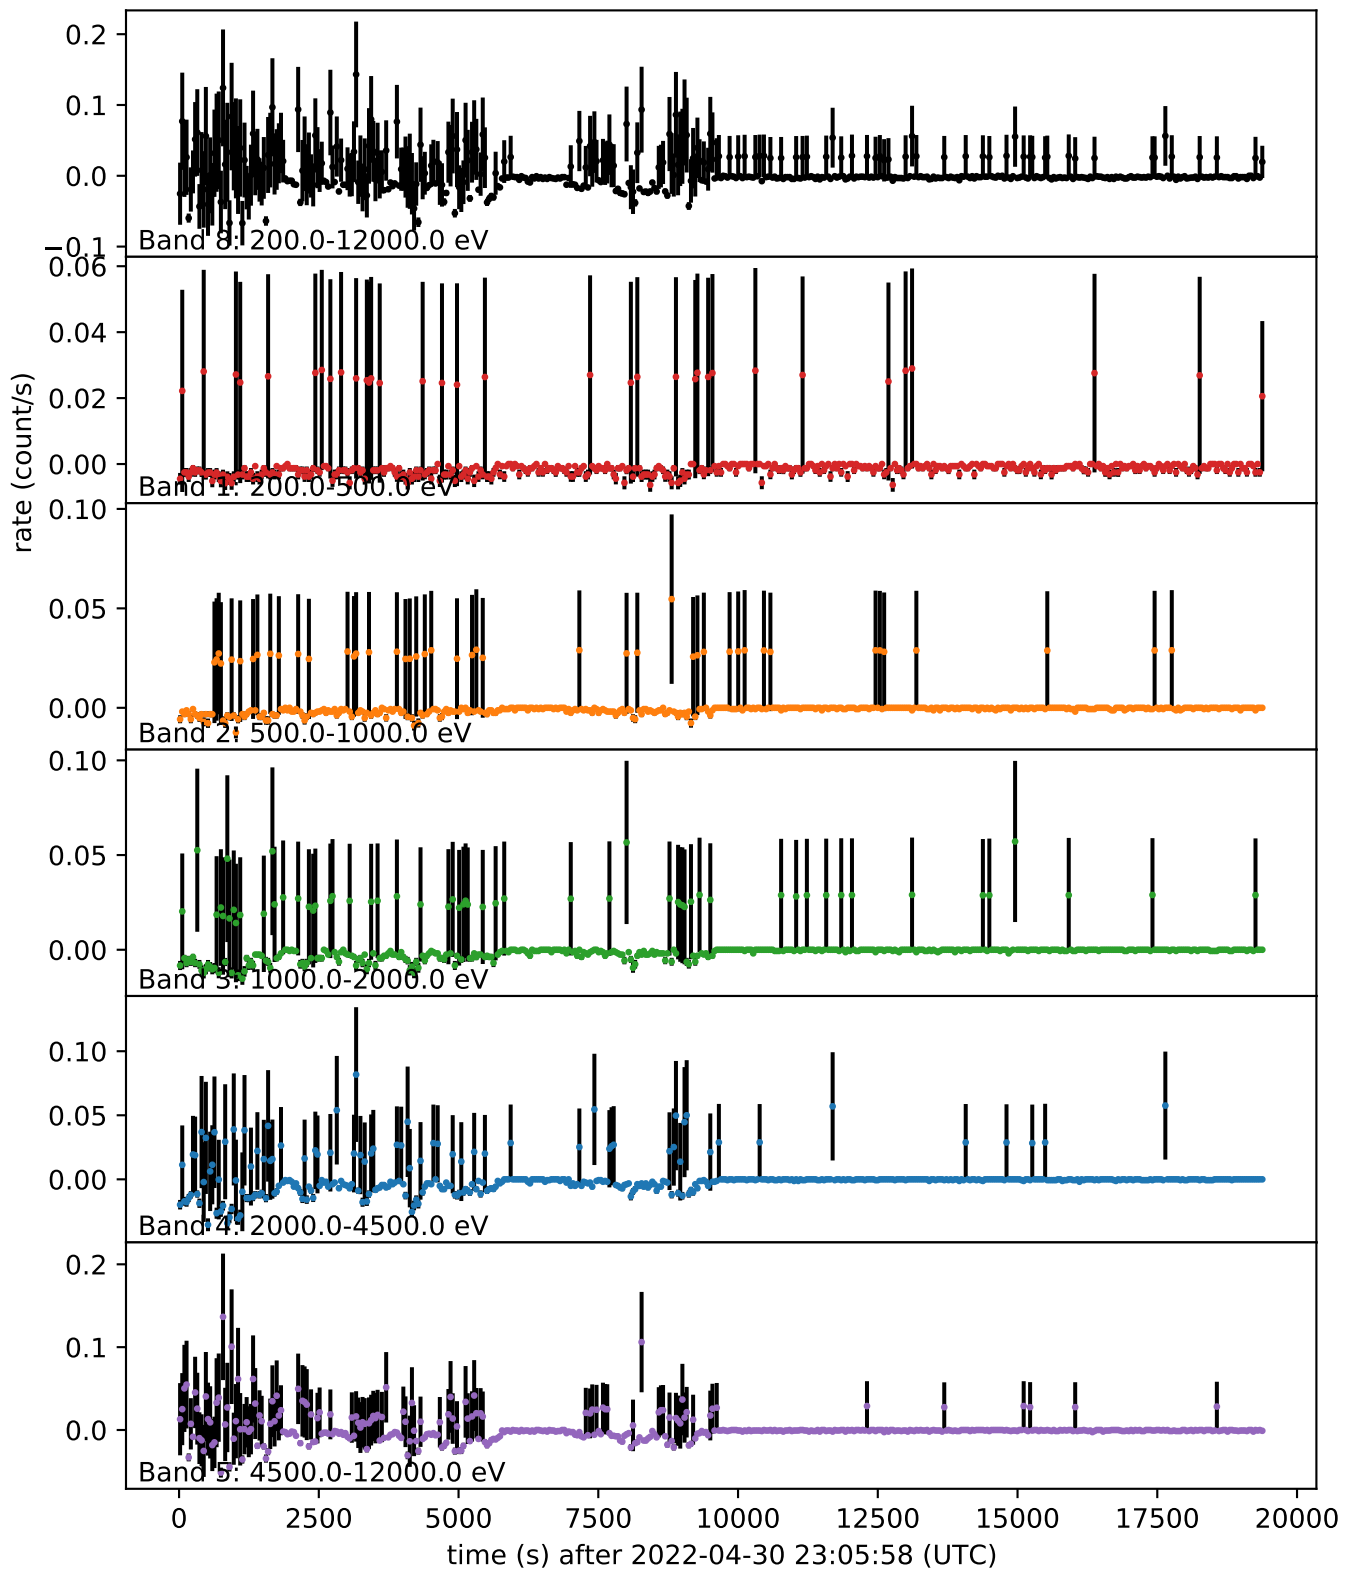 0.2
0.1
0.0
−0.1
Band 8: 200.0-12000.0 eV
0.06
0.04
0.02
0.00
Band 1: 200.0-500.0 eV
rate (count/s)
0.10
0.05
0.00
Band 2: 500.0-1000.0 eV
0.10
0.05
0.00
Band 3: 1000.0-2000.0 eV
0.10
0.05
0.00
Band 4: 2000.0-4500.0 eV
0.2
0.1
0.0
Band 5: 4500.0-12000.0 eV
0 2500 5000 7500 10000 12500 15000 17500 20000
time (s) after 2022-04-30 23:05:58 (UTC)